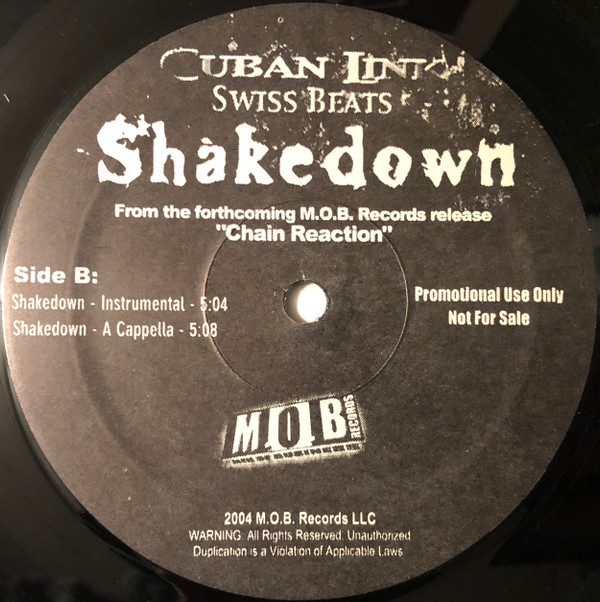 Cuban Link
Swiss Beats
Shakedown
From the forthcoming M.O.B. Records release
"Chain Reaction"
Side B:
Shakedown - Instrumental - 5:04
Shakedown - A Cappella - 5:08
Promotional Use Only
Not For Sale
M.O.B.
RECORDS
2004 M.O.B. Records LLC
WARNING: All Rights Reserved. Unauthorized
Duplication is a Violation of Applicable Laws